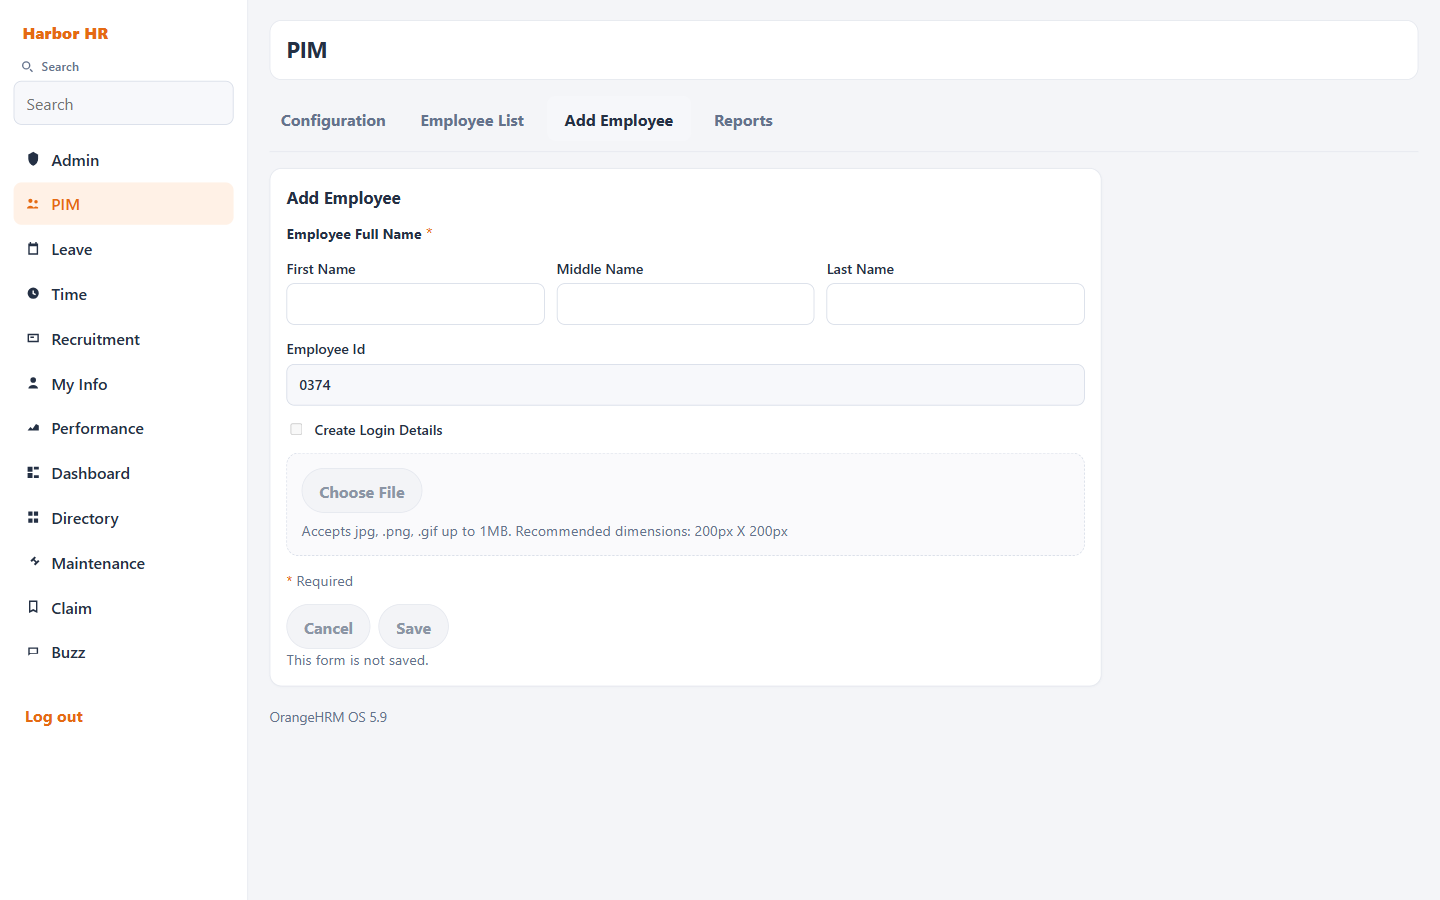 Harbor HR
Search
Search
Admin
PIM
Leave
Time
Recruitment
My Info
Performance
Dashboard
Directory
Maintenance
Claim
Buzz
Log out
PIM
Configuration Employee List Add Employee Reports
Add Employee
Employee Full Name *
First Name Middle Name Last Name
Employee Id
0374
Create Login Details
Choose File
Accepts jpg, .png, .gif up to 1MB. Recommended dimensions: 200px X 200px
* Required
Cancel Save
This form is not saved.
OrangeHRM OS 5.9